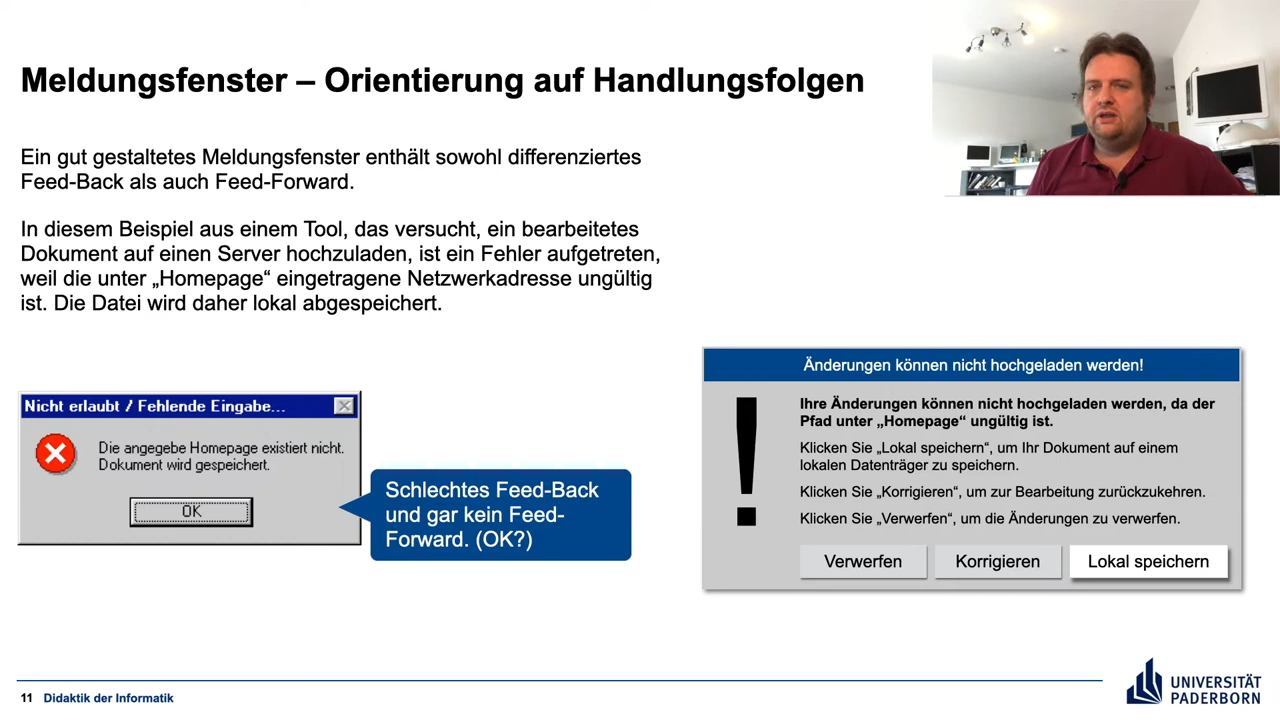 Meldungsfenster – Orientierung auf Handlungsfolgen
Ein gut gestaltetes Meldungsfenster enthält sowohl differenziertes
Feed-Back als auch Feed-Forward.
In diesem Beispiel aus einem Tool, das versucht, ein bearbeitetes
Dokument auf einen Server hochzuladen, ist ein Fehler aufgetreten,
weil die unter „Homepage“ eingetragene Netzwerkadresse ungültig
ist. Die Datei wird daher lokal abgespeichert.
Nicht erlaubt / Fehlende Eingabe...
Die angegebe Homepage existiert nicht.
Dokument wird gespeichert.
OK
Schlechtes Feed-Back
und gar kein Feed-
Forward. (OK?)
Änderungen können nicht hochgeladen werden!
Ihre Änderungen können nicht hochgeladen werden, da der
Pfad unter „Homepage“ ungültig ist.
Klicken Sie „Lokal speichern“, um Ihr Dokument auf einem
lokalen Datenträger zu speichern.
Klicken Sie „Korrigieren“, um zur Bearbeitung zurückzukehren.
Klicken Sie „Verwerfen“, um die Änderungen zu verwerfen.
Verwerfen Korrigieren Lokal speichern
11 Didaktik der Informatik
UNIVERSITÄT
PADERBORN